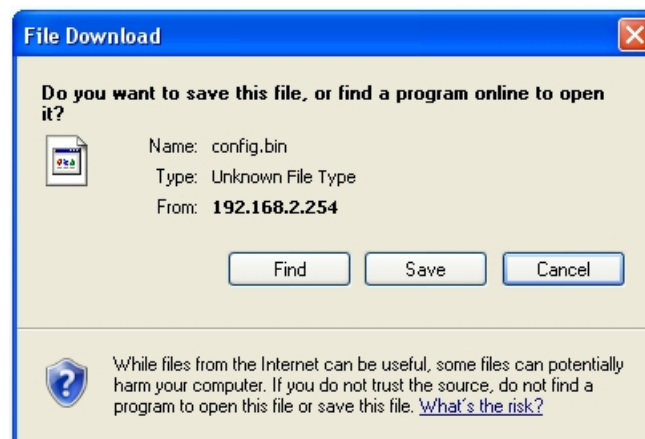 File Download
Do you want to save this file, or find a program online to open
it?
Name: config.bin
Type: Unknown File Type
From: 192.168.2.254
Find Save Cancel
While files from the Internet can be useful, some files can potentially
harm your computer. If you do not trust the source, do not find a
program to open this file or save this file. What's the risk?